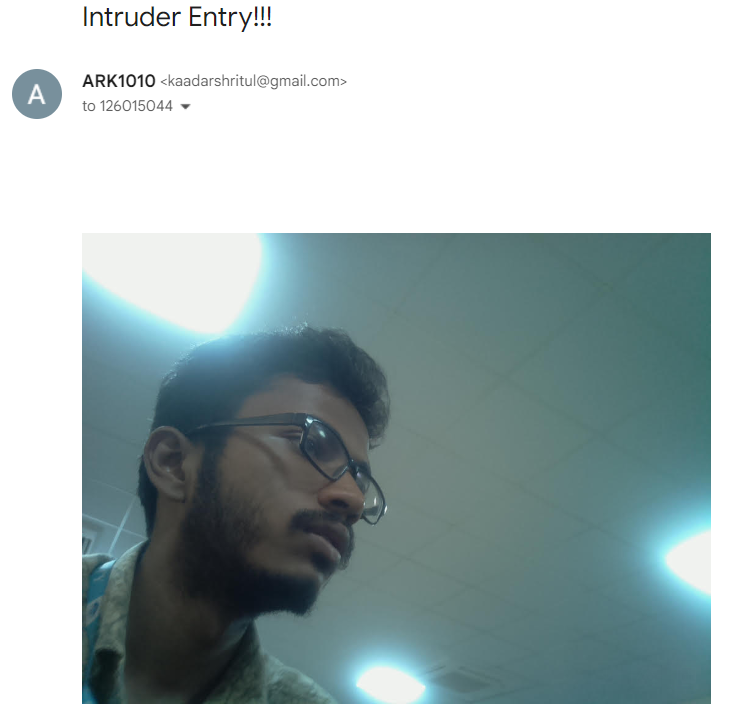 Intruder Entry!!!
A
ARK1010 <kaadarshritul@gmail.com>
to 126015044